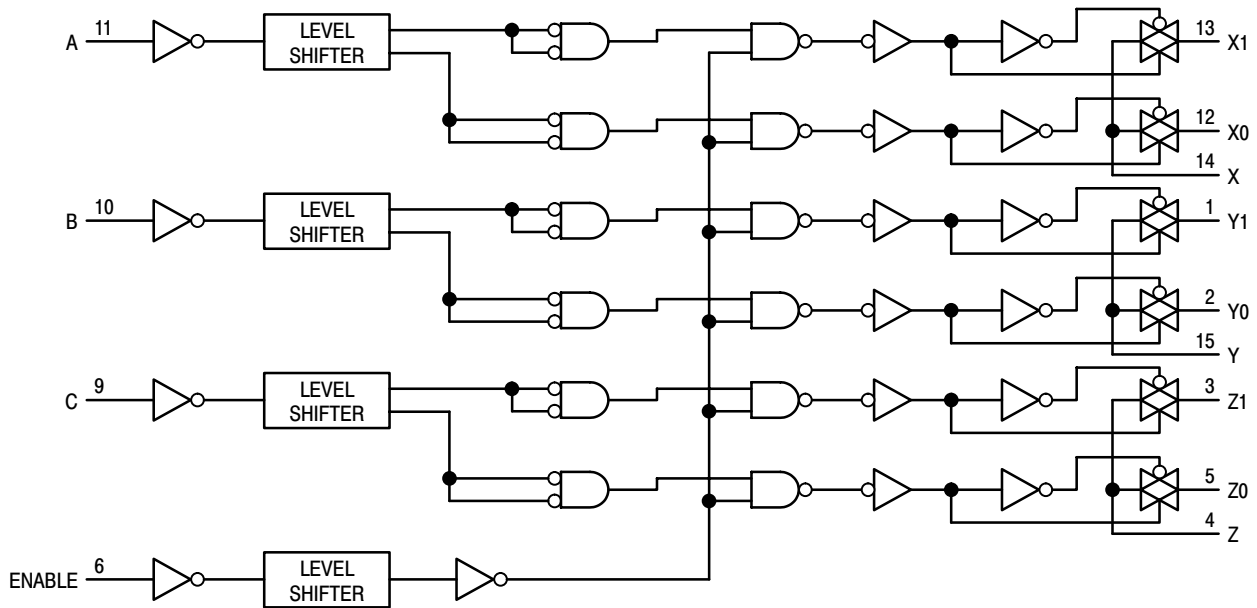 A 11 LEVEL SHIFTER 13 X1
12 X0
14 X
B 10 LEVEL SHIFTER 1 Y1
2 Y0
15 Y
C 9 LEVEL SHIFTER 3 Z1
5 Z0
4 Z
ENABLE 6 LEVEL SHIFTER